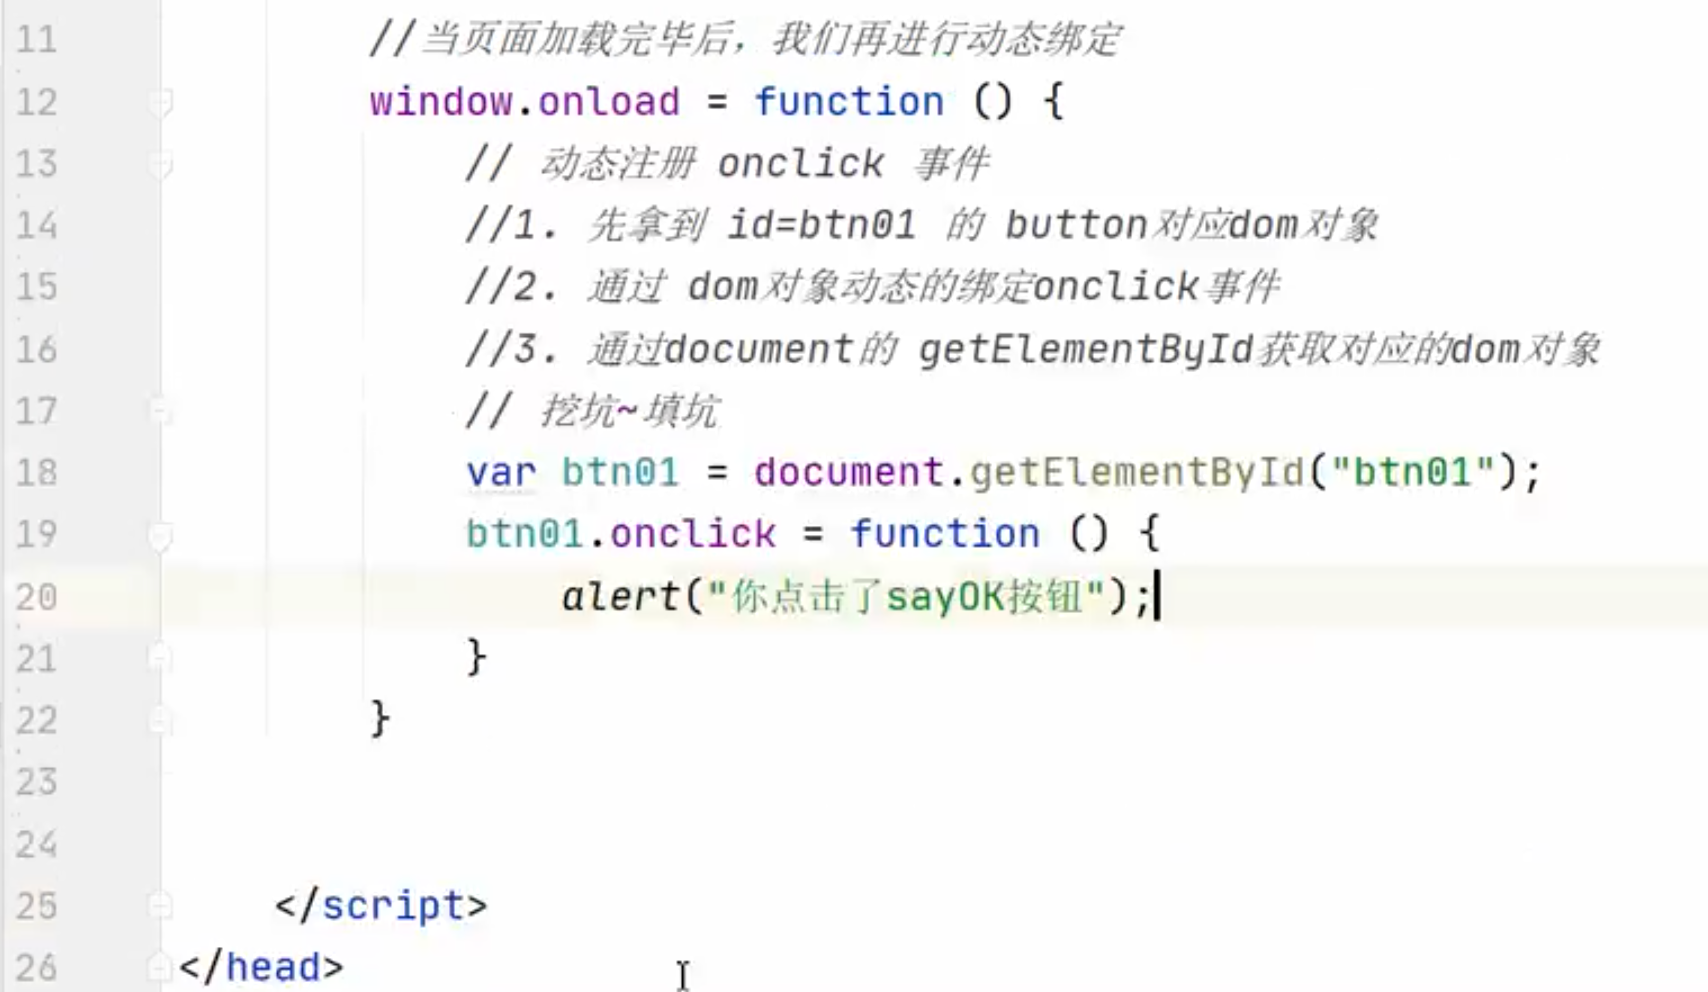 11 //当页面加载完毕后，我们再进行动态绑定
12 window.onload = function () {
13 // 动态注册 onclick 事件
14 //1. 先拿到 id=btn01 的 button对应dom对象
15 //2. 通过 dom对象动态的绑定onclick事件
16 //3. 通过document的 getElementById获取对应的dom对象
17 // 挖坑~填坑
18 var btn01 = document.getElementById("btn01");
19 btn01.onclick = function () {
20 alert("你点击了sayOK按钮");
21 }
22 }
23
24
25 </script>
26 </head>